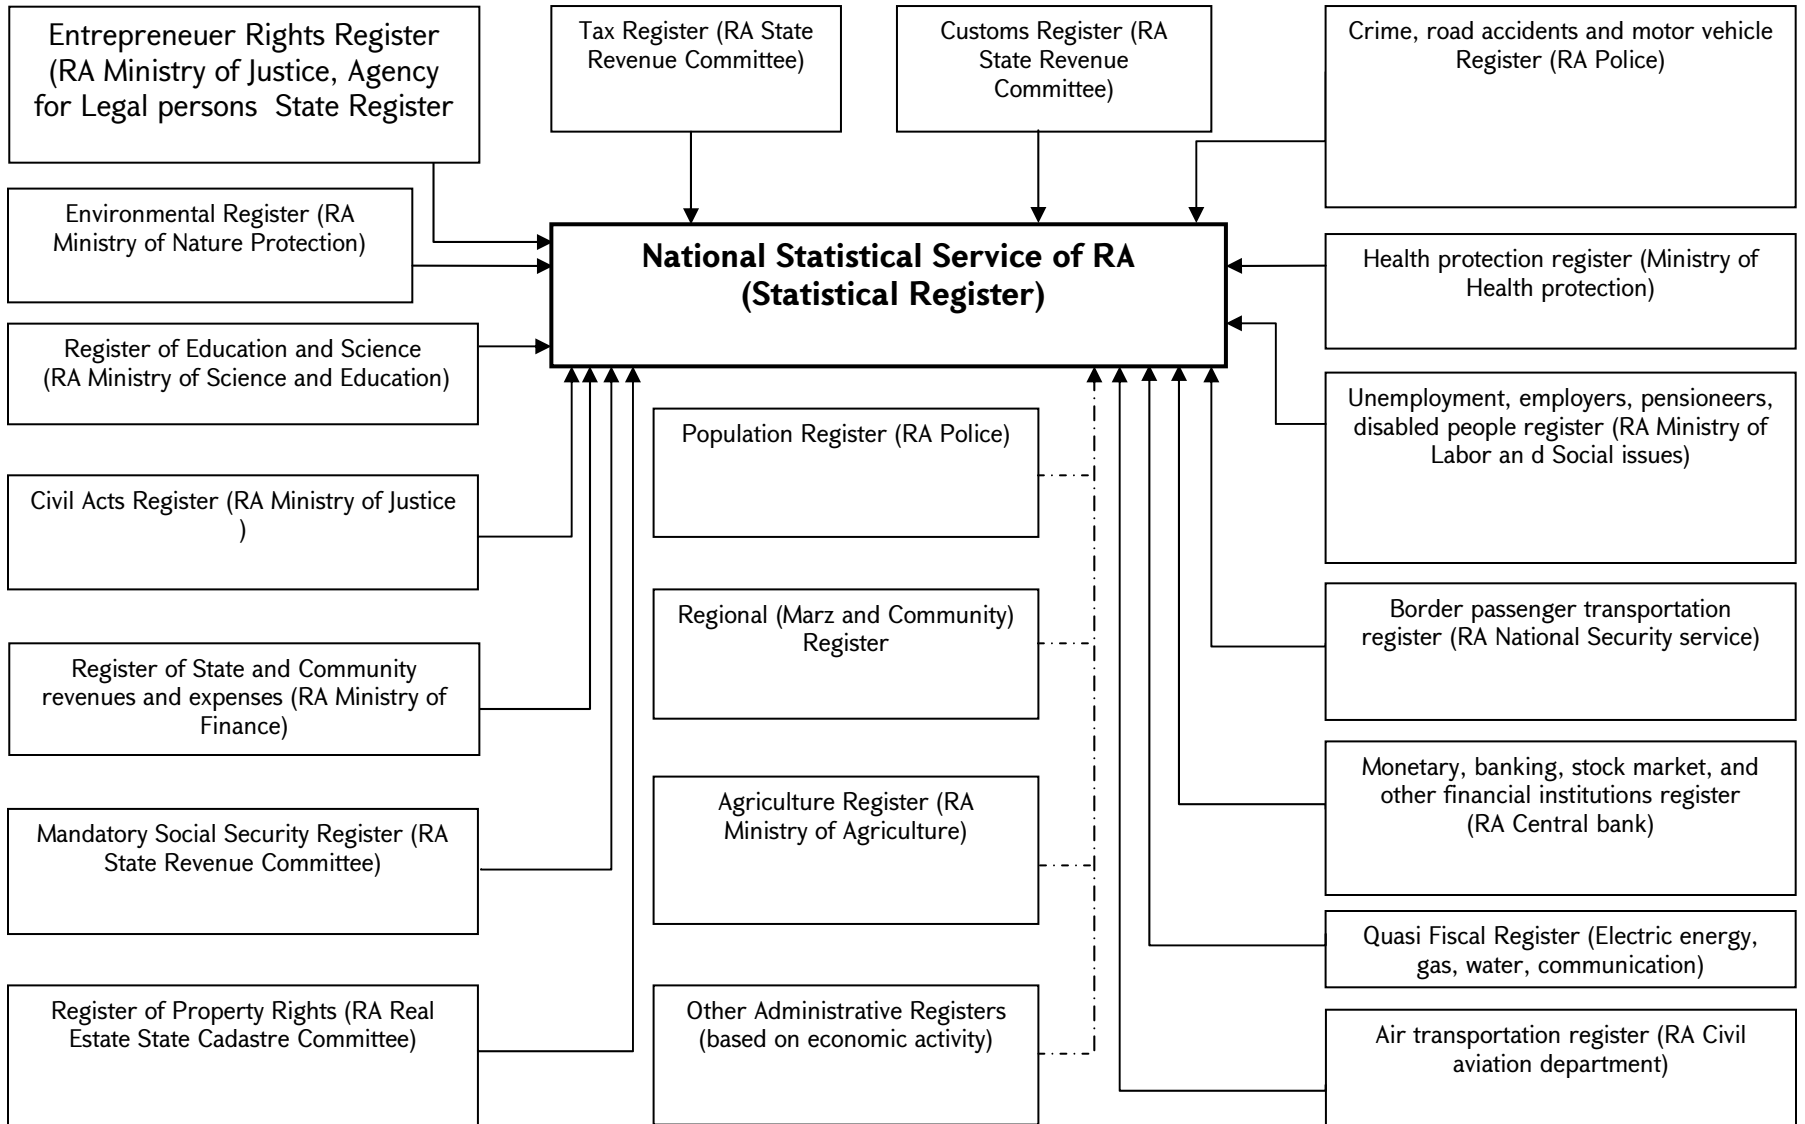 Entrepreneuer Rights Register
(RA Ministry of Justice, Agency
for Legal persons  State Register
Tax Register (RA State
Revenue Committee)
Customs Register (RA
State Revenue
Committee)
Crime, road accidents and motor vehicle
Register (RA Police)
Environmental Register (RA
Ministry of Nature Protection)
National Statistical Service of RA
(Statistical Register)
Health protection register (Ministry of
Health protection)
Register of Education and Science
(RA Ministry of Science and Education)
Unemployment, employers, pensioneers,
disabled people register (RA Ministry of
Labor an d Social issues)
Population Register (RA Police)
Civil Acts Register (RA Ministry of Justice
)
Regional (Marz and Community)
Register
Border passenger transportation
register (RA National Security service)
Register of State and Community
revenues and expenses (RA Ministry of
Finance)
Monetary, banking, stock market, and
other financial institutions register
(RA Central bank)
Agriculture Register (RA
Ministry of Agriculture)
Mandatory Social Security Register (RA
State Revenue Committee)
Quasi Fiscal Register (Electric energy,
gas, water, communication)
Register of Property Rights (RA Real
Estate State Cadastre Committee)
Other Administrative Registers
(based on economic activity)
Air transportation register (RA Civil
aviation department)